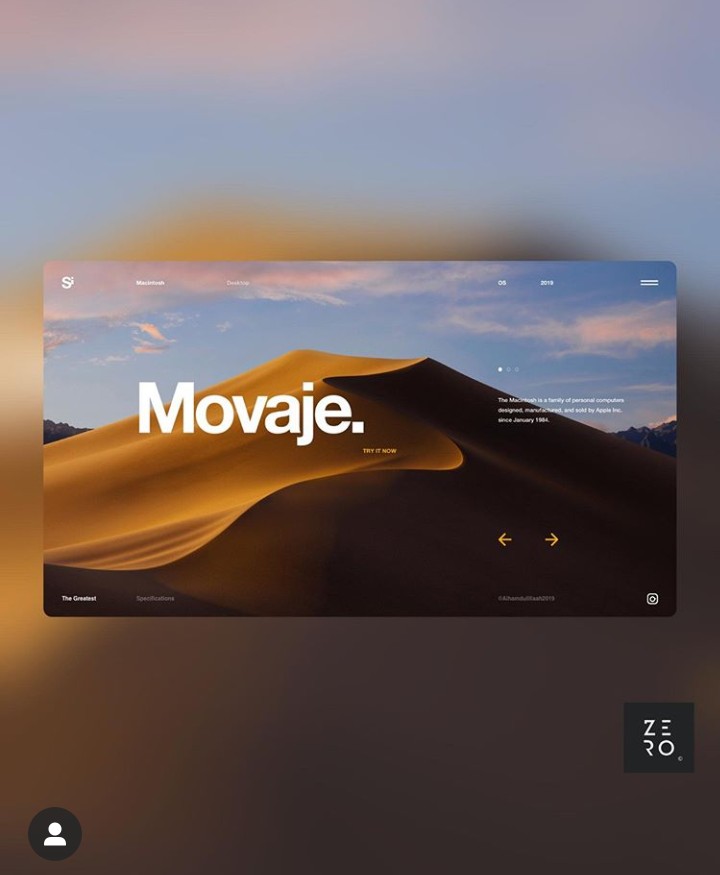 Si
Macintosh
Desktop
OS
2019
Movaje.
TRY IT NOW
The Macintosh is a family of personal computers
designed, manufactured, and sold by Apple Inc.
since January 1984.
The Greatest
Specifications
©Alhamdulillaah2019
ZE
RO
©